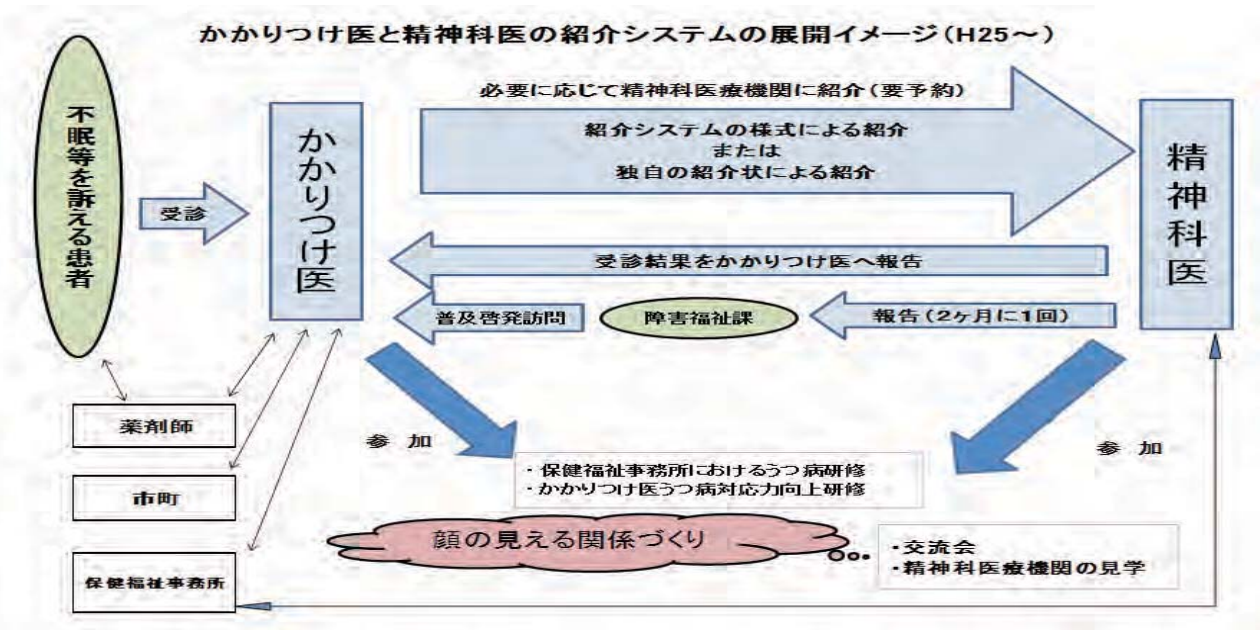 かかりつけ医と精神科医の紹介システムの展開イメージ(H25～)
不眠等を訴える患者
受診
かかりつけ医
必要に応じて精神科医療機関に紹介(要予約)
紹介システムの様式による紹介
または
独自の紹介状による紹介
精神科医
受診結果をかかりつけ医へ報告
普及啓発訪問
障害福祉課
報告(2ヶ月に1回)
薬剤師
市町
保健福祉事務所
参 加
参 加
・保健福祉事務所におけるうつ病研修
・かかりつけ医うつ病対応力向上研修
顔の見える関係づくり
・交流会
・精神科医療機関の見学